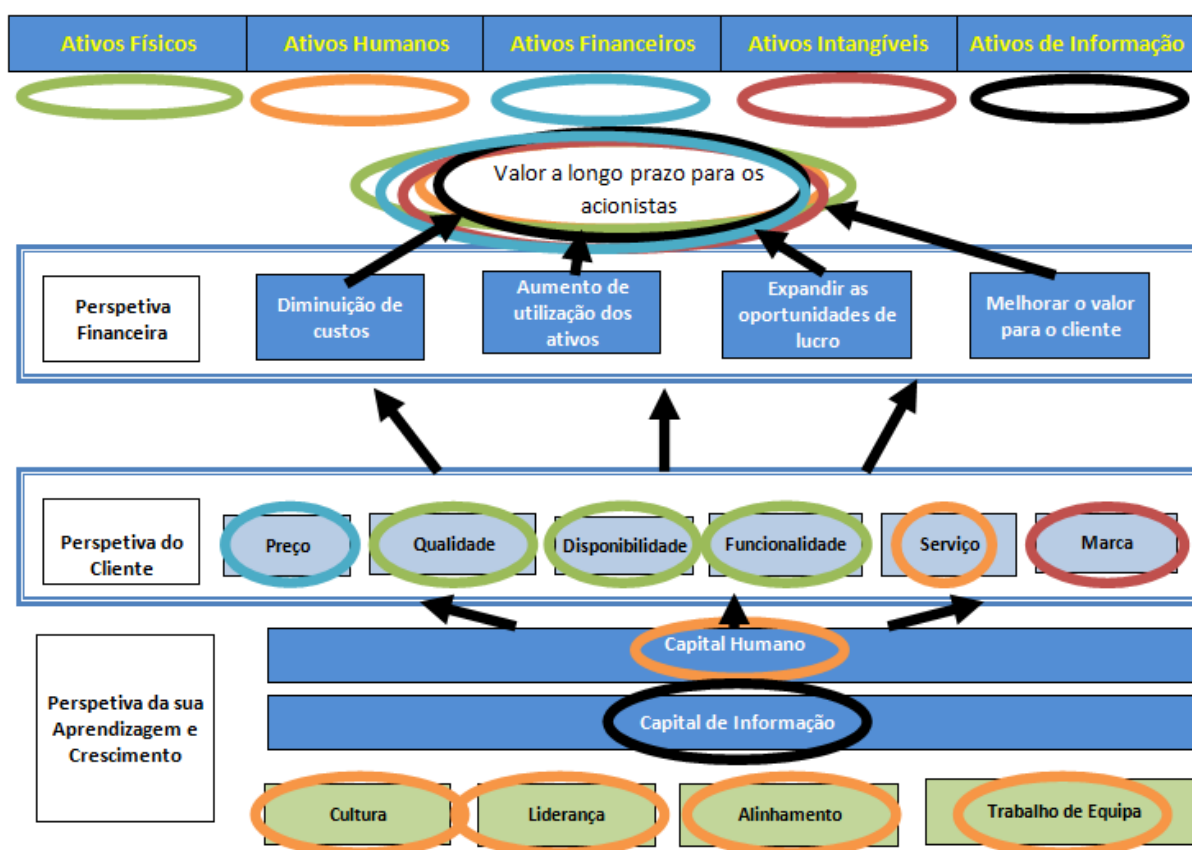 Ativos Físicos
Ativos Humanos
Ativos Financeiros
Ativos Intangíveis
Ativos de Informação
Valor a longo prazo para os
acionistas
Perspetiva
Financeira
Diminuição de
custos
Aumento de
utilização dos
ativos
Expandir as
oportunidades de
lucro
Melhorar o valor
para o cliente
Perspetiva do
Cliente
Preço
Qualidade
Disponibilidade
Funcionalidade
Serviço
Marca
Perspetiva da sua
Aprendizagem e
Crescimento
Capital Humano
Capital de Informação
Cultura
Liderança
Alinhamento
Trabalho de Equipa